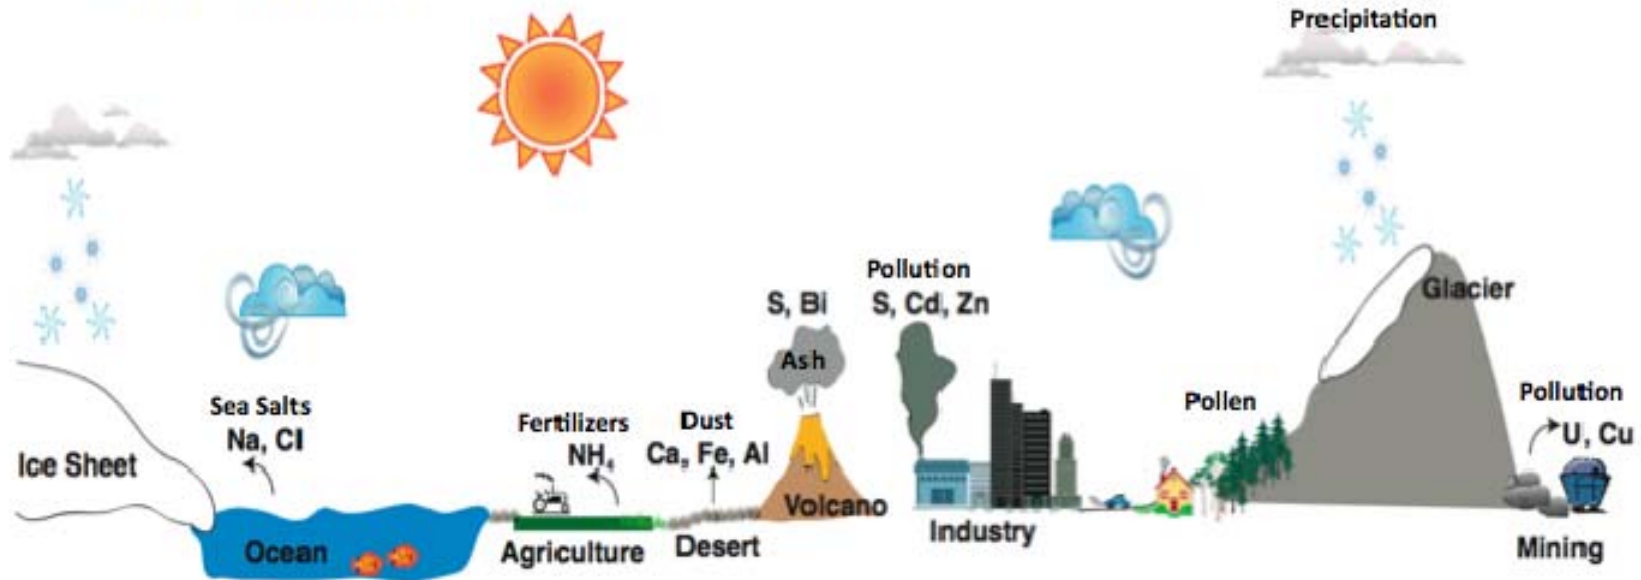 Precipitation
Pollution
S, Bi
S, Cd, Zn
Glacier
Ash
Sea Salts
Na, Cl
Fertilizers
NH₄
Dust
Ca, Fe, Al
Pollen
Pollution
U, Cu
Ice Sheet
Volcano
Ocean
Agriculture
Desert
Industry
Mining